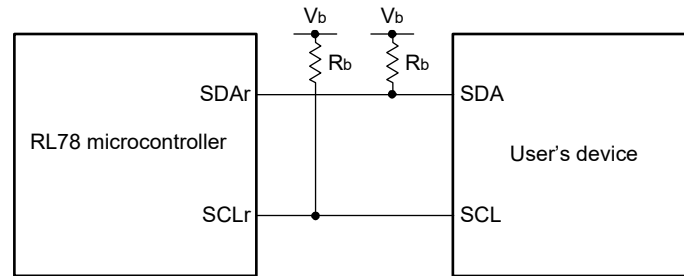 Vb Vb
Rb Rb
SDAr SDA
RL78 microcontroller User’s device
SCLr SCL